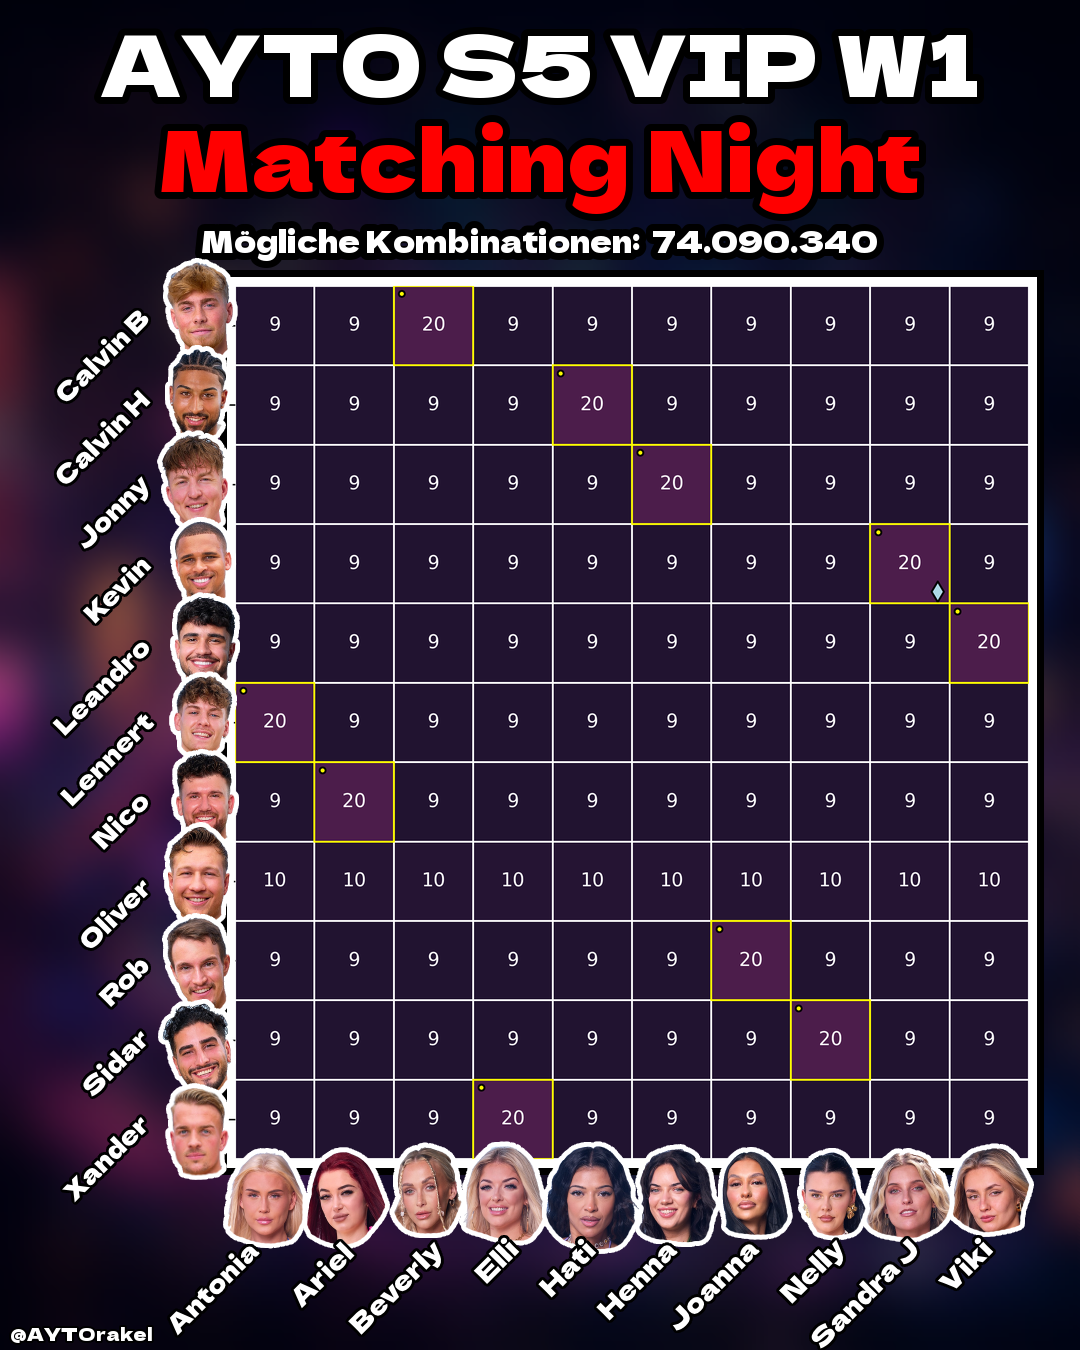 AYTO S5 VIP W1
Matching Night
Mögliche Kombinationen: 74.090.340
Calvin B 9 9 20 9 9 9 9 9 9 9
Calvin H 9 9 9 9 20 9 9 9 9 9
Jonny 9 9 9 9 9 20 9 9 9 9
Kevin 9 9 9 9 9 9 9 9 20 9
Leandro 9 9 9 9 9 9 9 9 9 20
Lennert 20 9 9 9 9 9 9 9 9 9
Nico 9 20 9 9 9 9 9 9 9 9
Oliver 10 10 10 10 10 10 10 10 10 10
Rob 9 9 9 9 9 9 20 9 9 9
Sidar 9 9 9 9 9 9 9 20 9 9
Xander 9 9 9 20 9 9 9 9 9 9
Antonia Ariel Beverly Elli Hati Henna Joanna Nelly Sandra J Viki
@AYTOrakel